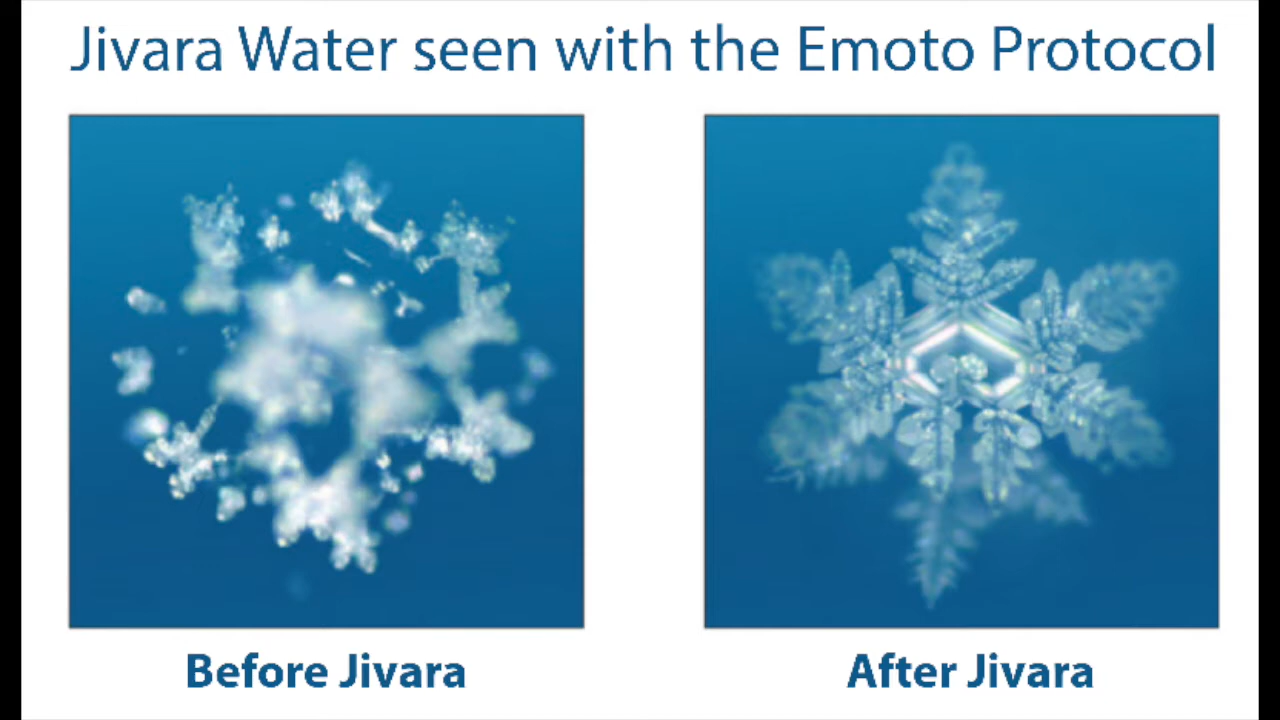 Jivara Water seen with the Emoto Protocol
Before Jivara
After Jivara